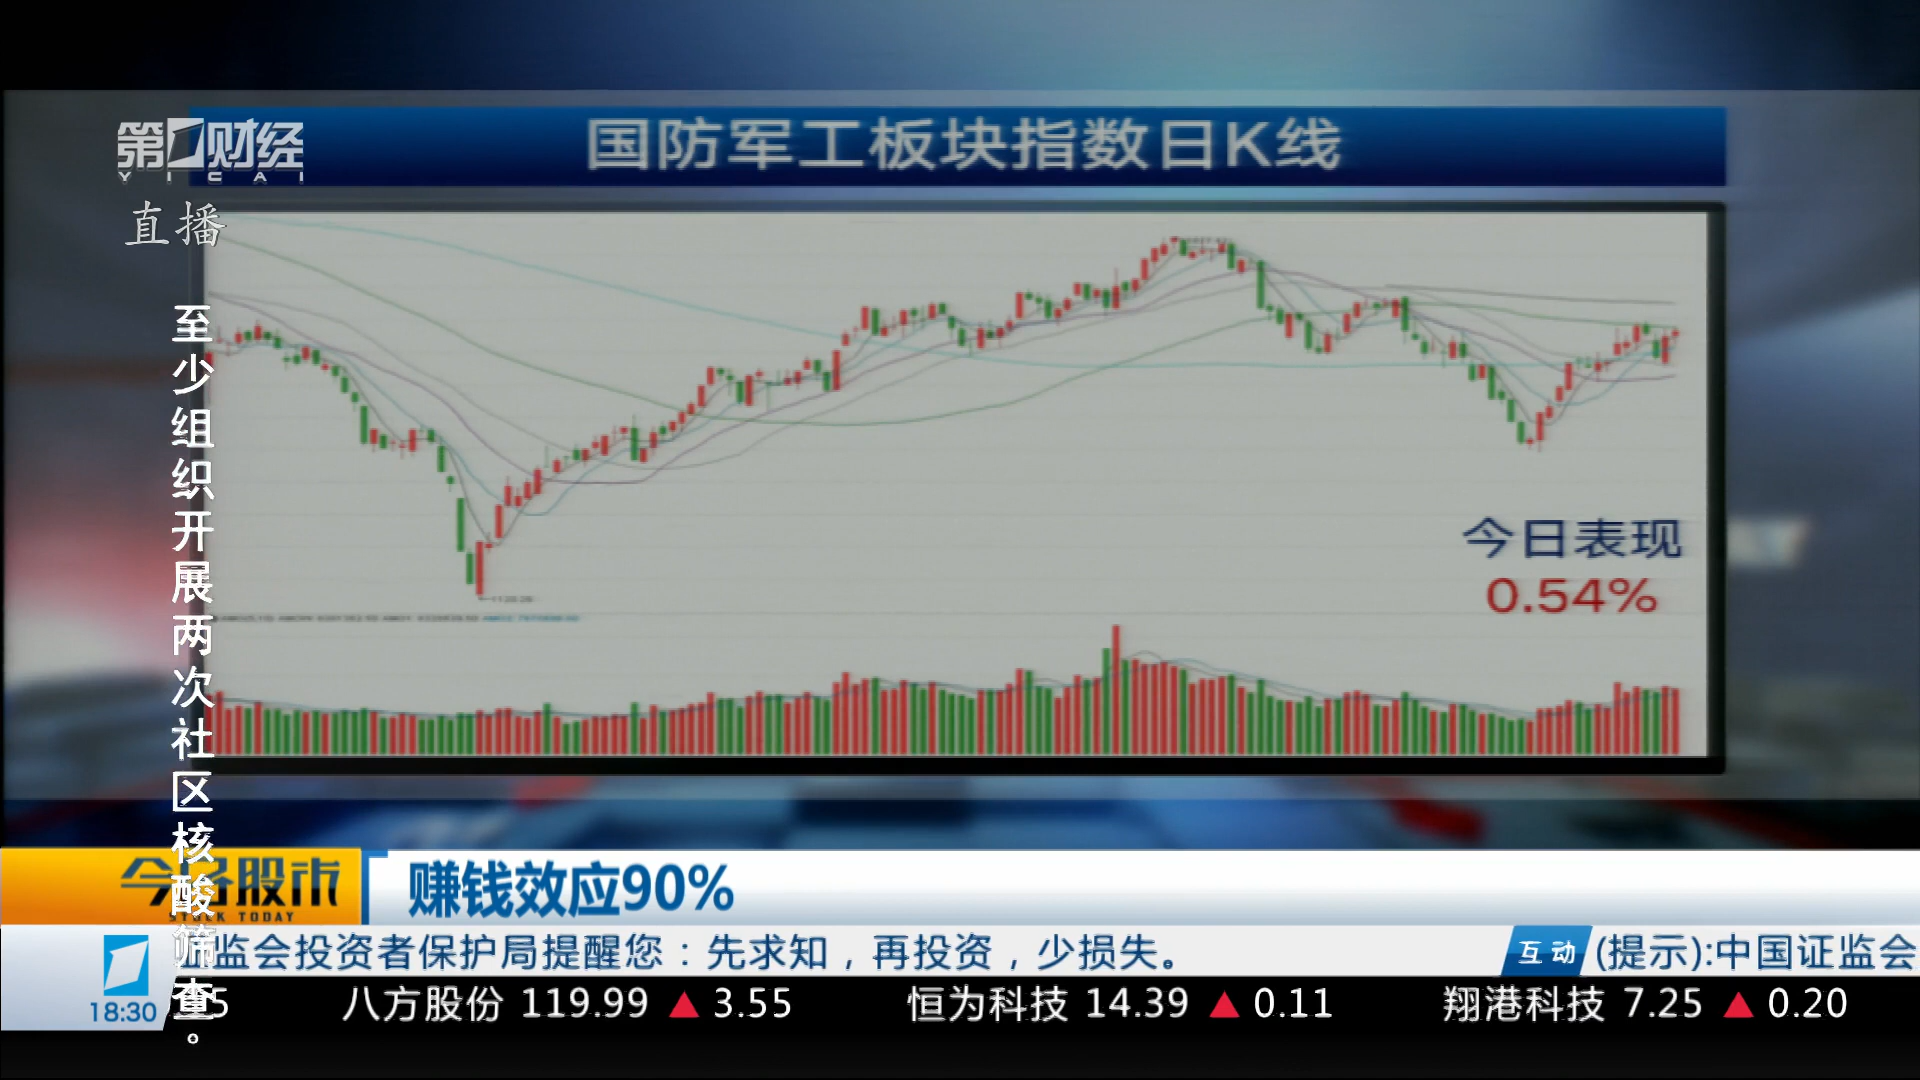 国防军工板块指数日K线
第1财经
YICAI
直播
至少组织开展两次社区核酸筛查。
今日表现
0.54%
今日股市
STOCK TODAY
赚钱效应90%
证监会投资者保护局提醒您：先求知，再投资，少损失。
互动
(提示):中国证监会
18:30
5
八方股份 119.99 ▲ 3.55
恒为科技 14.39 ▲ 0.11
翔港科技 7.25 ▲ 0.20